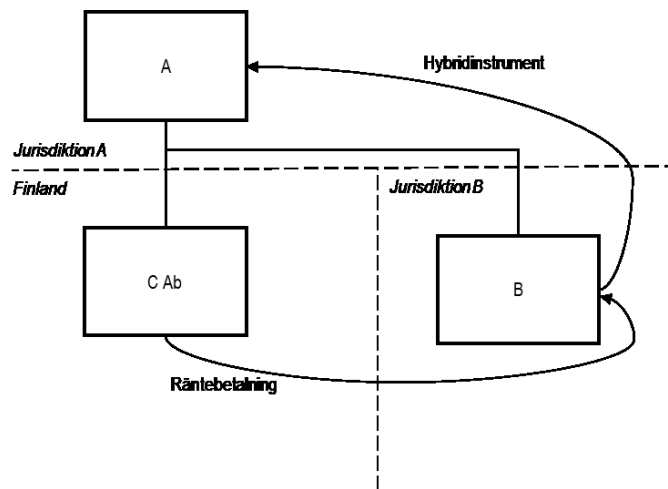 A
Hybridinstrument
Jurisdiktion A
Finland
Jurisdiktion B
C Ab
B
Räntebetalning